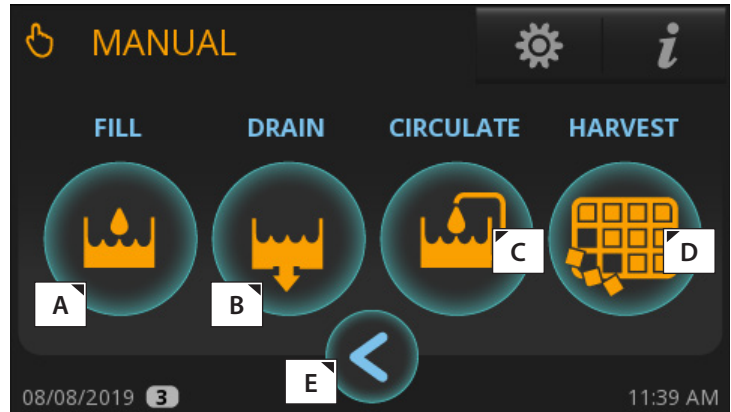 MANUAL i
FILL DRAIN CIRCULATE HARVEST
A B C D
E
08/08/2019 3 11:39 AM